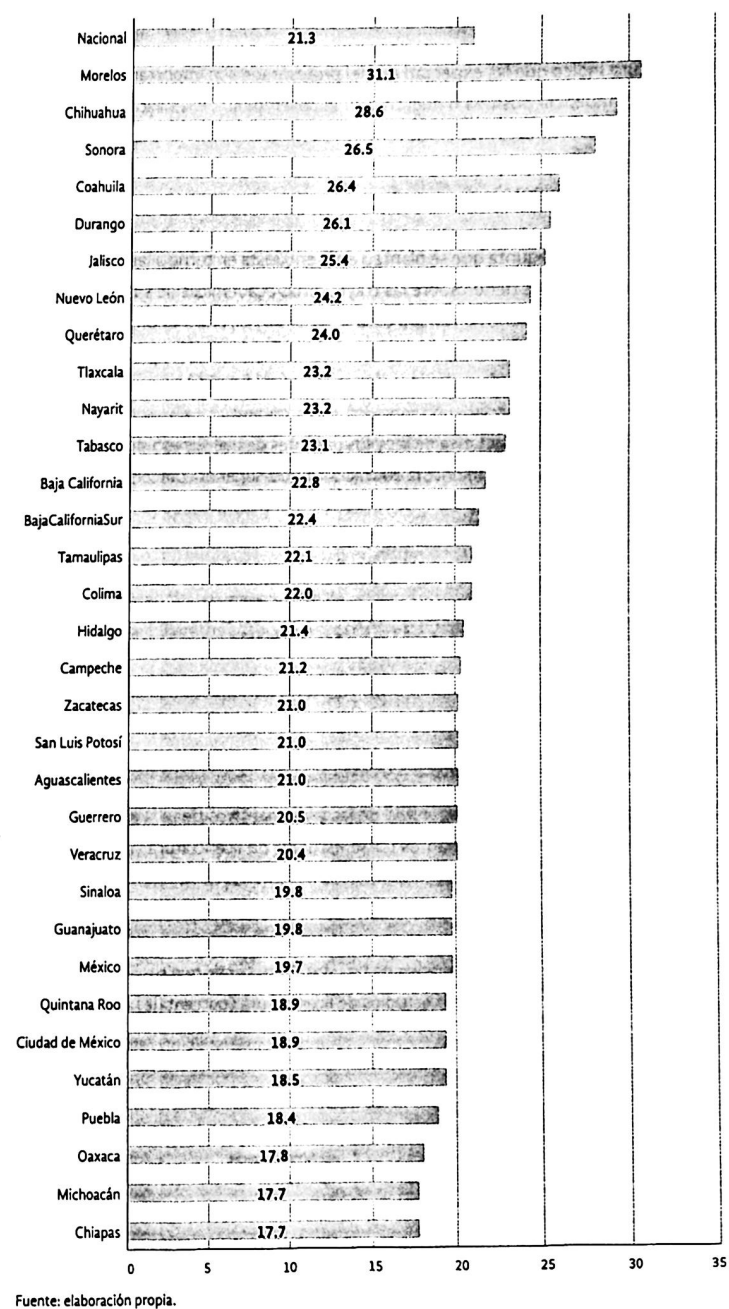 Nacional 21.3
Morelos 31.1
Chihuahua 28.6
Sonora 26.5
Coahuila 26.4
Durango 26.1
Jalisco 25.4
Nuevo León 24.2
Querétaro 24.0
Tlaxcala 23.2
Nayarit 23.2
Tabasco 23.1
Baja California 22.8
BajaCaliforniaSur 22.4
Tamaulipas 22.1
Colima 22.0
Hidalgo 21.4
Campeche 21.2
Zacatecas 21.0
San Luis Potosí 21.0
Aguascalientes 21.0
Guerrero 20.5
Veracruz 20.4
Sinaloa 19.8
Guanajuato 19.8
México 19.7
Quintana Roo 18.9
Ciudad de México 18.9
Yucatán 18.5
Puebla 18.4
Oaxaca 17.8
Michoacán 17.7
Chiapas 17.7
0 5 10 15 20 25 30 35
Fuente: elaboración propia.